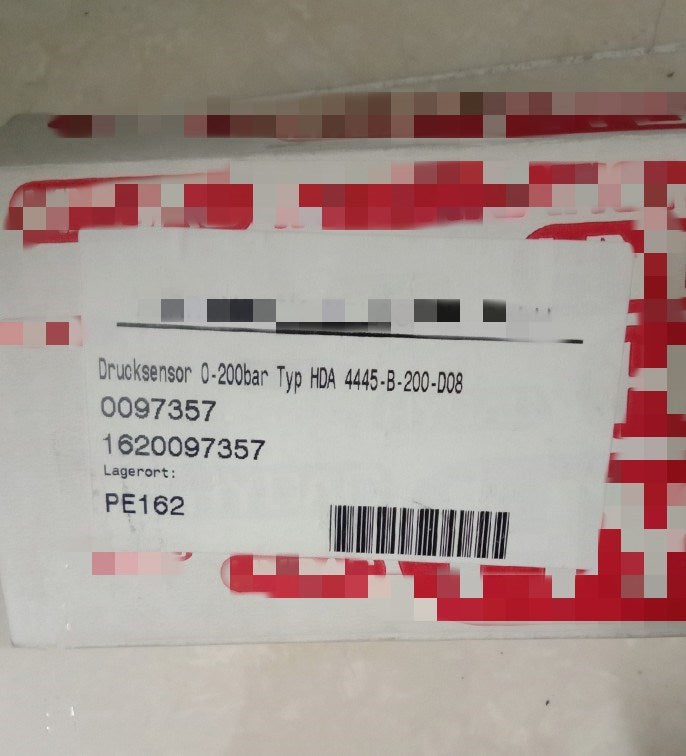 Drucksensor 0-200bar Typ HDA 4445-B-200-D08
0097357
1620097357
Lagerort:
PE162